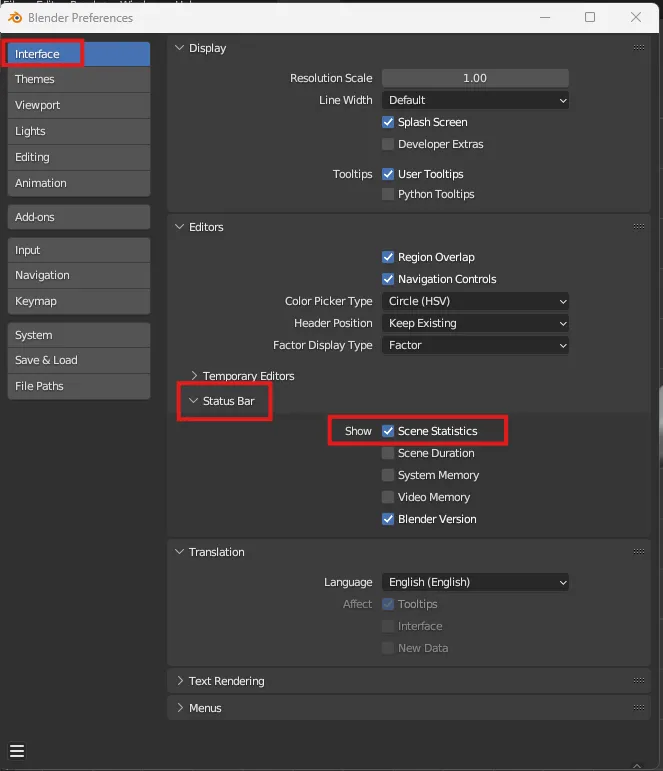 Blender Preferences
Interface
Themes
Viewport
Lights
Editing
Animation
Add-ons
Input
Navigation
Keymap
System
Save & Load
File Paths
Display
Resolution Scale 1.00
Line Width Default
Splash Screen
Developer Extras
Tooltips User Tooltips
Python Tooltips
Editors
Region Overlap
Navigation Controls
Color Picker Type Circle (HSV)
Header Position Keep Existing
Factor Display Type Factor
Temporary Editors
Status Bar
Show Scene Statistics
Scene Duration
System Memory
Video Memory
Blender Version
Translation
Language English (English)
Affect Tooltips
Interface
New Data
Text Rendering
Menus